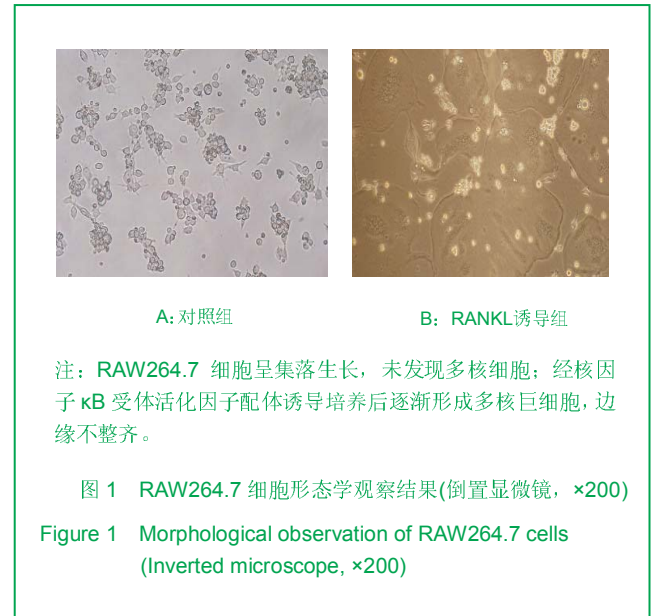 A:对照组
B：RANKL诱导组
注：RAW264.7 细胞呈集落生长，未发现多核细胞；经核因
子 κB 受体活化因子配体诱导培养后逐渐形成多核巨细胞，边
缘不整齐。
图 1 RAW264.7 细胞形态学观察结果(倒置显微镜，×200)
Figure 1 Morphological observation of RAW264.7 cells
(Inverted microscope, ×200)